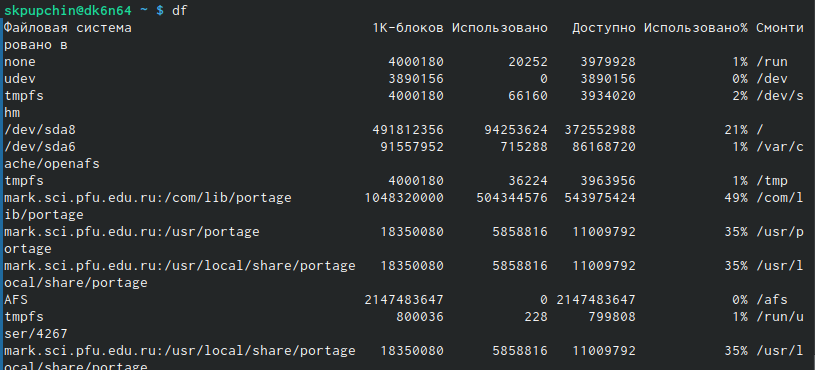 skpupchin@dk6n64 ~ $ df
Файловая система 1K-блоков Использовано Доступно Использовано% Смонти
ровано в
none 4000180 20252 3979928 1% /run
udev 3890156 0 3890156 0% /dev
tmpfs 4000180 66160 3934020 2% /dev/s
hm
/dev/sda8 491812356 94253624 372552988 21% /
/dev/sda6 91557952 715288 86168720 1% /var/c
ache/openafs
tmpfs 4000180 36224 3963956 1% /tmp
mark.sci.pfu.edu.ru:/com/lib/portage 1048320000 504344576 543975424 49% /com/l
ib/portage
mark.sci.pfu.edu.ru:/usr/portage 18350080 5858816 11009792 35% /usr/p
ortage
mark.sci.pfu.edu.ru:/usr/local/share/portage 18350080 5858816 11009792 35% /usr/l
ocal/share/portage
AFS 2147483647 0 2147483647 0% /afs
tmpfs 800036 228 799808 1% /run/u
ser/4267
mark.sci.pfu.edu.ru:/usr/local/share/portage 18350080 5858816 11009792 35% /usr/l
ocal/share/portage